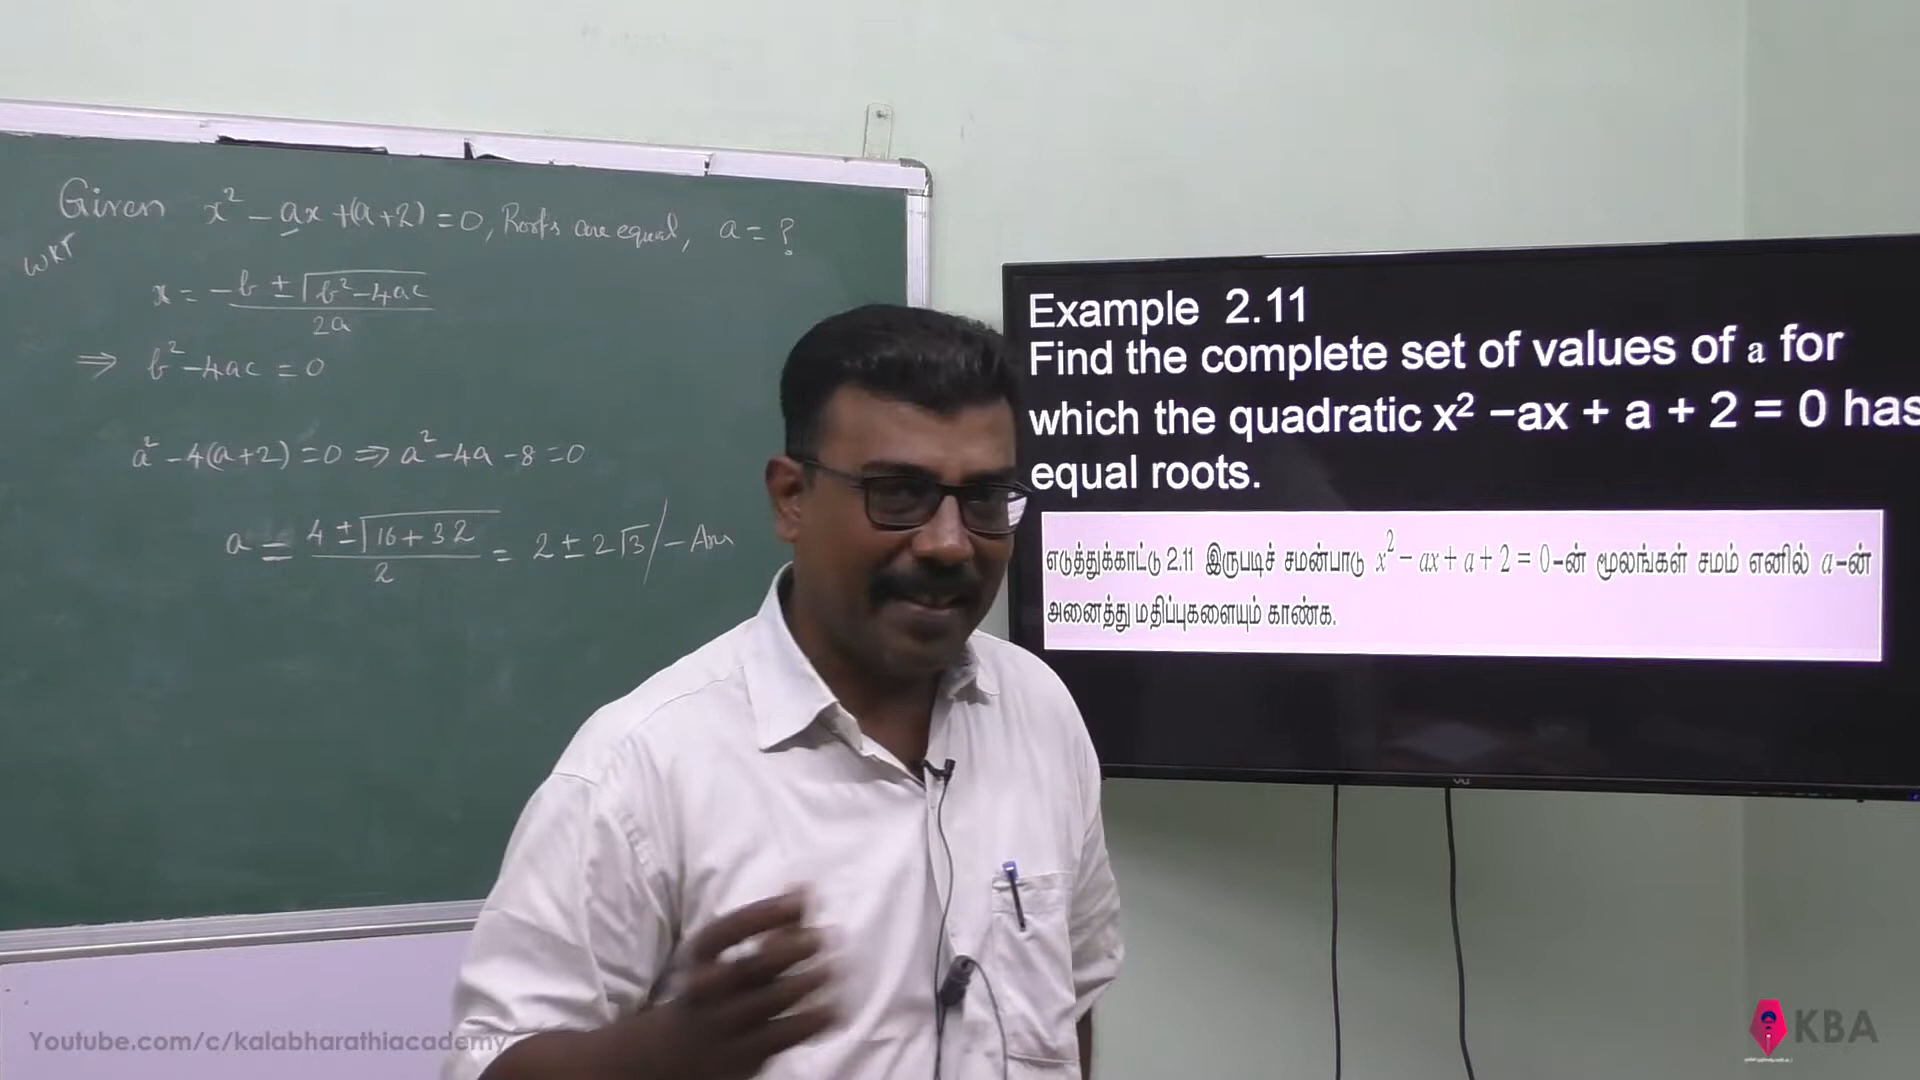 Given x² - ax + (a+2) = 0, Roots are equal, a = ?
WKT
x = -b ± √b²-4ac / 2a
⇒ b² - 4ac = 0
a² - 4(a+2) = 0 ⇒ a² - 4a - 8 = 0
a = 4 ± √16+32 / 2 = 2 ± 2√3 // - Ans
Example 2.11
Find the complete set of values of a for
which the quadratic x² −ax + a + 2 = 0 has
equal roots.
எடுத்துக்காட்டு 2.11 இருபடிச் சமன்பாடு x² − ax + a + 2 = 0-ன் மூலங்கள் சமம் எனில் a-ன்
அனைத்து மதிப்புகளையும் காண்க.
Youtube.com/c/kalabharathiacademy
KBA